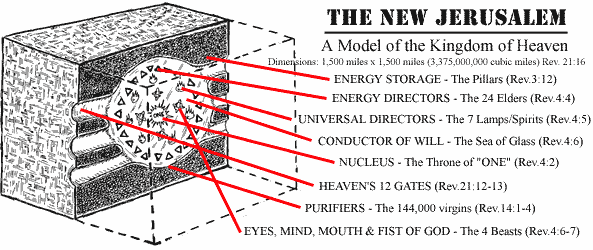 THE NEW JERUSALEM
A Model of the Kingdom of Heaven
Dimensions: 1,500 miles x 1,500 miles (3,375,000,000 cubic miles) Rev. 21:16
ENERGY STORAGE - The Pillars (Rev.3:12)
ENERGY DIRECTORS - The 24 Elders (Rev.4:4)
UNIVERSAL DIRECTORS - The 7 Lamps/Spirits (Rev.4:5)
CONDUCTOR OF WILL - The Sea of Glass (Rev.4:6)
NUCLEUS - The Throne of "ONE" (Rev.4:2)
HEAVEN'S 12 GATES (Rev.21:12-13)
PURIFIERS - The 144,000 virgins (Rev.14:1-4)
EYES, MIND, MOUTH & FIST OF GOD - The 4 Beasts (Rev.4:6-7)